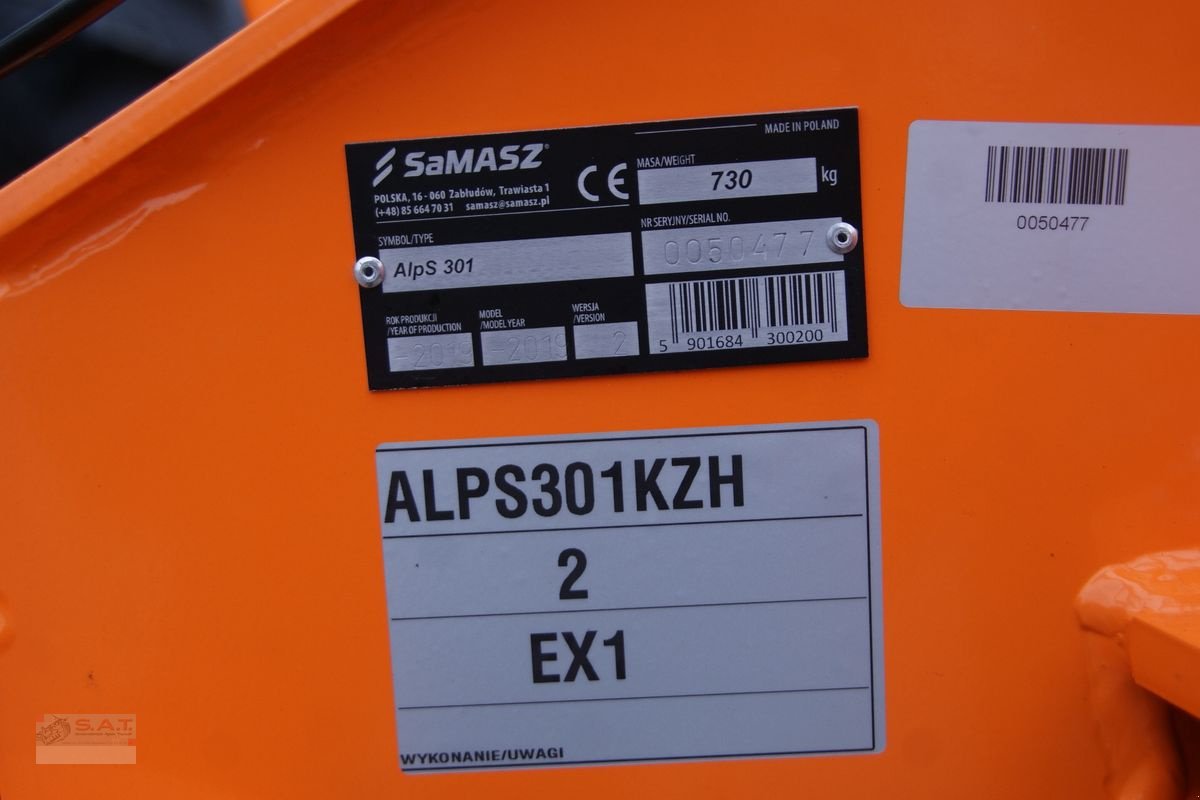 SaMASZ®
MADE IN POLAND
POLSKA, 16 - 060 Zabłudów, Trawiasta 1
(+48) 85 664 70 31 samasz@samasz.pl
CE
MASA/WEIGHT
730 kg
SYMBOL/TYPE
AlpS 301
NR SERYJNY/SERIAL NO.
0050477
ROK PRODUKCJI
/YEAR OF PRODUCTION
-2019
MODEL
/MODEL YEAR
-2019
WERSJA
/VERSION
2
5 901684 300200
0050477
ALPS301KZH
2
EX1
WYKONANIE/UWAGI
S.A.T.